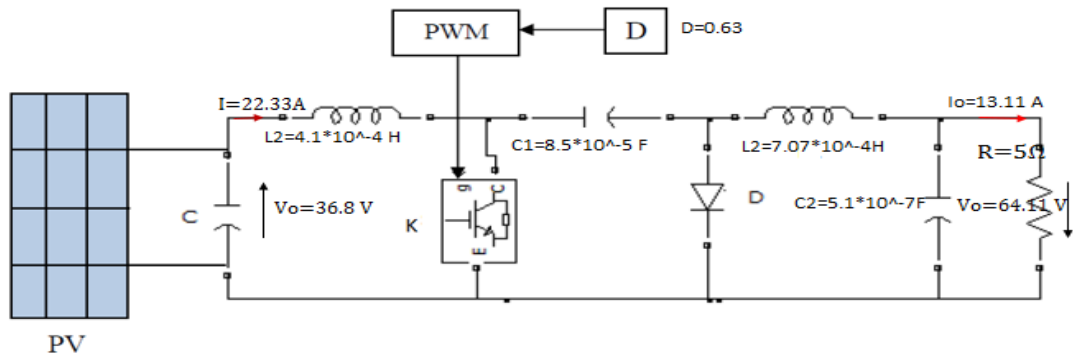 PWM
D
D=0.63
I=22.33A
Io=13.11 A
L2=4.1*10^-4 H
C1=8.5*10^-5 F
L2=7.07*10^-4H
R=5Ω
g
C
E
K
C
Vo=36.8 V
D
C2=5.1*10^-7F
Vo=64.11 V
PV